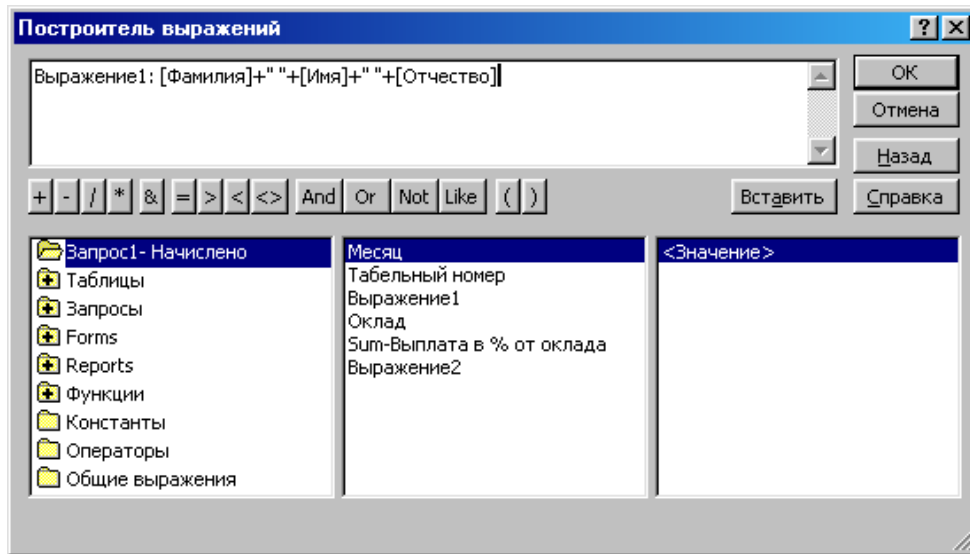 Построитель выражений
Выражение1: [Фамилия]+" "+[Имя]+" "+[Отчество]
OK
Отмена
Назад
+ - / * & = > < <> And Or Not Like ( ) Вставить Справка
Запрос1- Начислено
Таблицы
Запросы
Forms
Reports
Функции
Константы
Операторы
Общие выражения
Месяц
Табельный номер
Выражение1
Оклад
Sum-Выплата в % от оклада
Выражение2
<Значение>